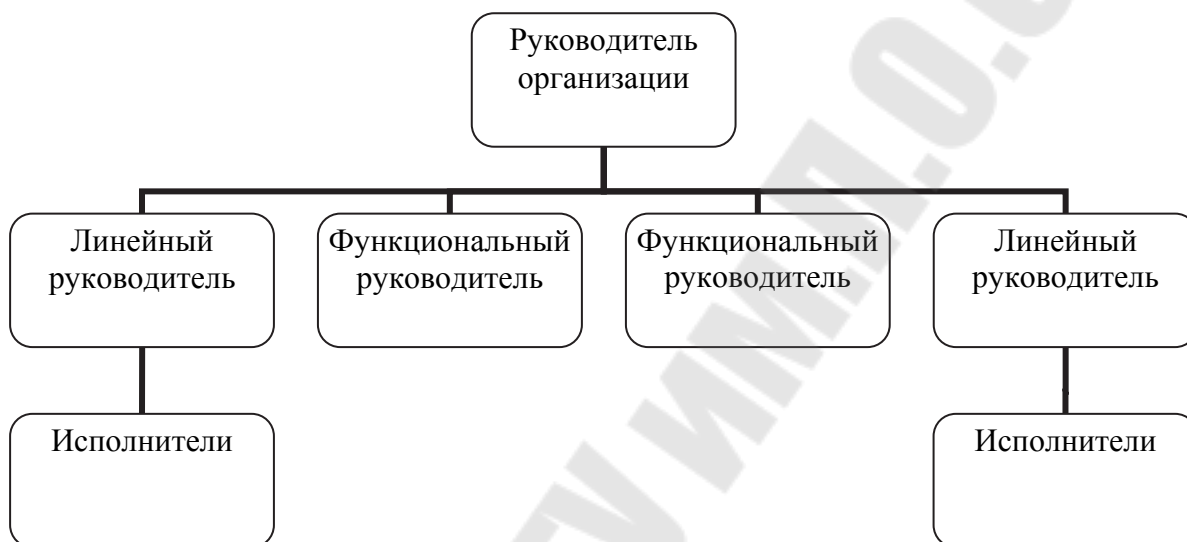 Руководитель
организации
Линейный
руководитель
Функциональный
руководитель
Функциональный
руководитель
Линейный
руководитель
Исполнители
Исполнители